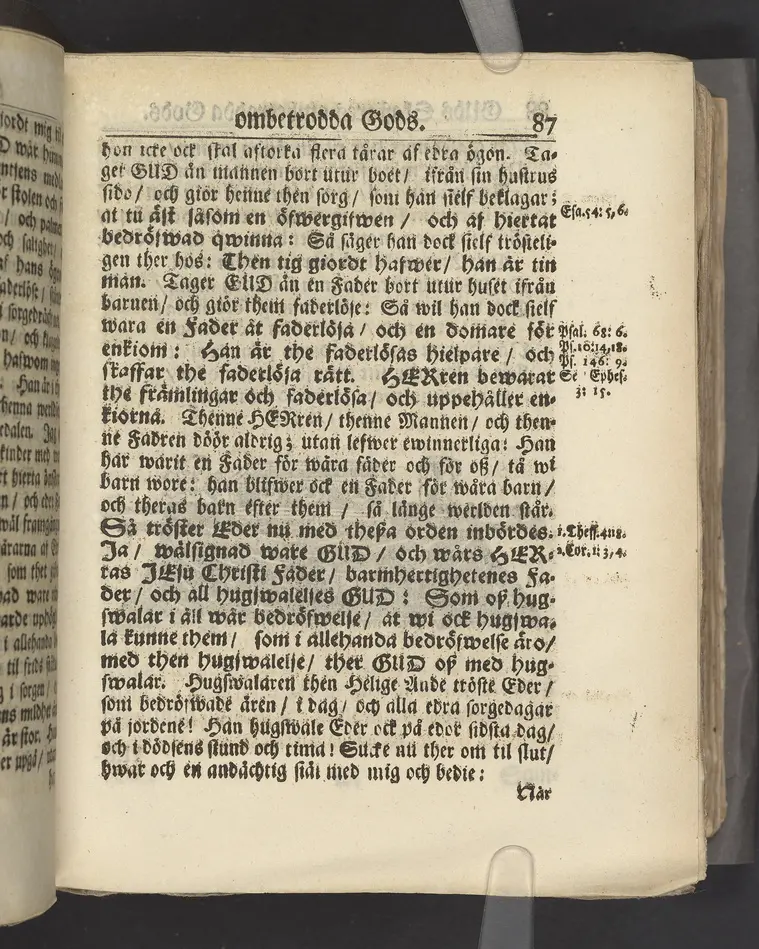 ombetrodda Gods. 87
hon icke ock skal aftorka flera tårar af edra ögon. Ta-
ger GUD än mannen bort utur boet/ ifrån sin hustrus
sido/ och giör henne then sorg/ som han sielf beklagar;
at tu äst såsom en öfwergifwen/ och af hiertat
bedröfwad qwinna: Så säger han dock sielf trösteli-
gen ther hos: Then tig giordt hafwer/ han är tin
man. Tager GUD än en Fader bort utur huset ifrån
barnen/ och giör them faderlöse: Så wil han dock sielf
wara en Fader åt faderlösa/ och en domare för
enkiom: Han är the faderlösas hielpare/ och
skaffar the faderlösa rätt. HERren bewarar
the främlingar och faderlösa/ och uppehåller en-
kiorna. Thenne HERren/ thenne Mannen/ och then-
ne Fadren döör aldrig; utan lefwer ewinnerliga: Han
har warit en Fader för wåra fäder och för oß/ tå wi
barn wore: han blifwer ock en Fader för wåra barn/
och theras barn efter them/ så länge werlden står.
Så tröster Eder nu med theßa orden inbördes.
Ja/ wälsignad ware GUD/ och wårs HER-
ras JEsu Christi Fader/ barmhertighetenes Fa-
der/ och all hugswalelses GUD: Som oß hug-
swalar i all wår bedröfwelse/ at wi ock hugswa-
la kunne them/ som i allehanda bedröfwelse äro/
med then hugswalelse/ ther GUD oß med hug-
swalar. Hugswalaren then Helige Ande tröste Eder/
som bedröfwade ären/ i dag/ och alla edra sorgedagar
på jordene! Han hugswale Eder ock på edor sidsta dag/
och i dödsens stund och tima! Sucke nu ther om til slut/
hwar och en andächtig siäl med mig och bedie:
När
Esa. 54: 5, 6.
Psal. 68: 6.
Ps. 10: 14, 18.
Ps. 146: 9.
Se Ephes.
3: 15.
1. Thess. 4: 18.
2. Cor. 1: 3, 4.